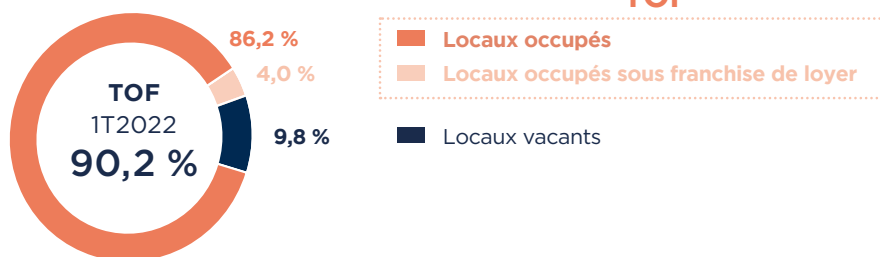 TOF
86,2 %
Locaux occupés
4,0 %
Locaux occupés sous franchise de loyer
TOF
1T2022
90,2 %
9,8 %
Locaux vacants